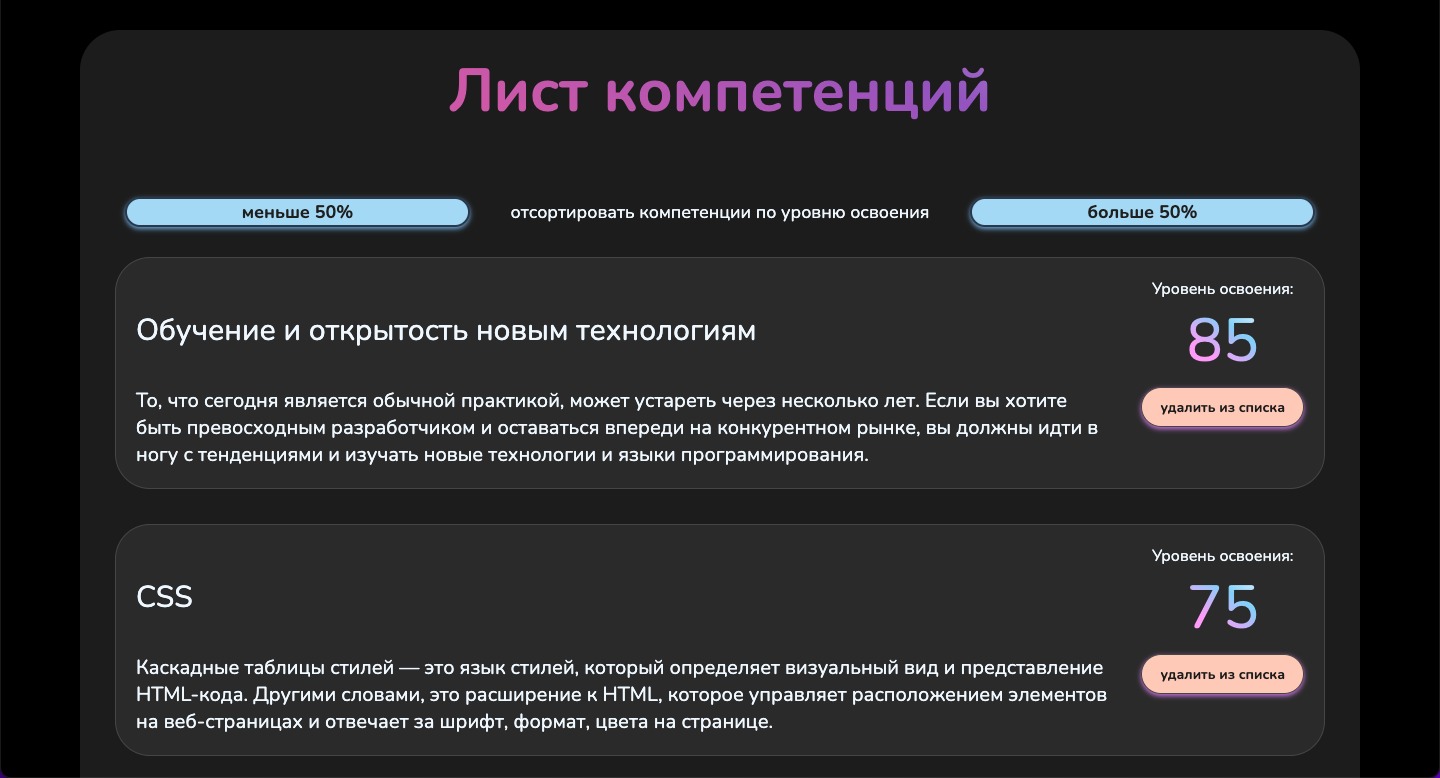 Лист компетенций
меньше 50%
отсортировать компетенции по уровню освоения
больше 50%
Уровень освоения:
Обучение и открытость новым технологиям
85
То, что сегодня является обычной практикой, может устареть через несколько лет. Если вы хотите
удалить из списка
быть превосходным разработчиком и оставаться впереди на конкурентном рынке, вы должны идти в
ногу с тенденциями и изучать новые технологии и языки программирования.
Уровень освоения:
CSS
75
Каскадные таблицы стилей — это язык стилей, который определяет визуальный вид и представление
удалить из списка
HTML-кода. Другими словами, это расширение к HTML, которое управляет расположением элементов
на веб-страницах и отвечает за шрифт, формат, цвета на странице.